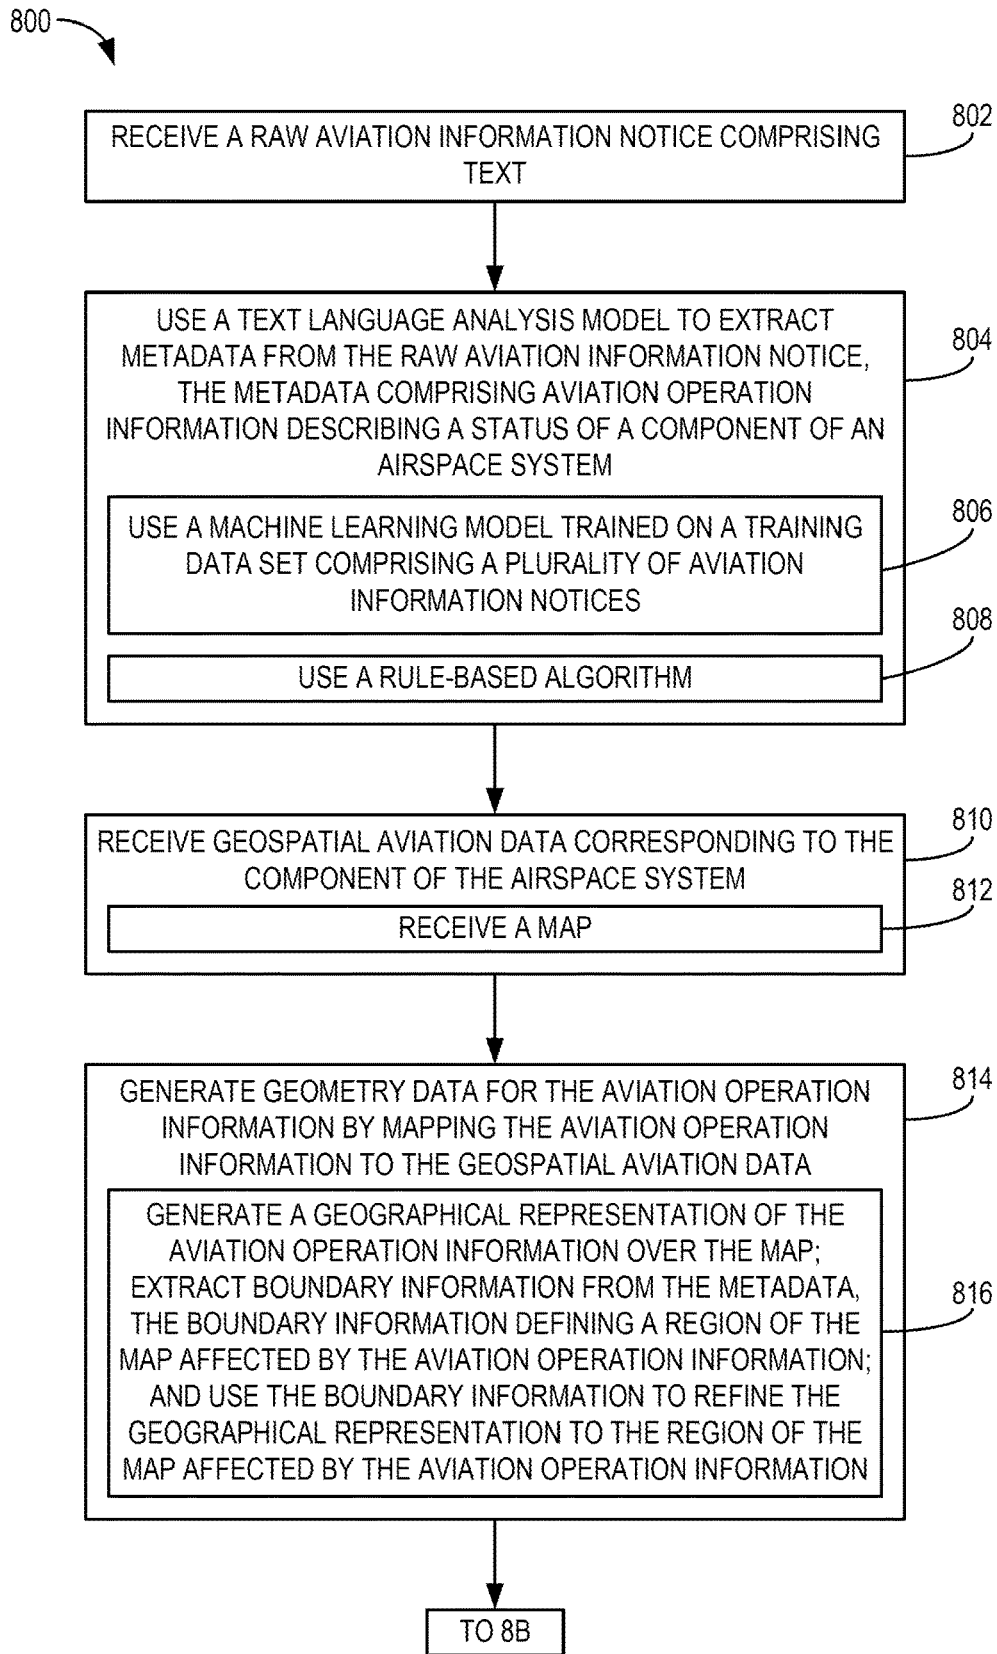 800
RECEIVE A RAW AVIATION INFORMATION NOTICE COMPRISING
TEXT
802
USE A TEXT LANGUAGE ANALYSIS MODEL TO EXTRACT
METADATA FROM THE RAW AVIATION INFORMATION NOTICE,
THE METADATA COMPRISING AVIATION OPERATION
INFORMATION DESCRIBING A STATUS OF A COMPONENT OF AN
AIRSPACE SYSTEM
804
USE A MACHINE LEARNING MODEL TRAINED ON A TRAINING
DATA SET COMPRISING A PLURALITY OF AVIATION
INFORMATION NOTICES
806
USE A RULE-BASED ALGORITHM
808
RECEIVE GEOSPATIAL AVIATION DATA CORRESPONDING TO THE
COMPONENT OF THE AIRSPACE SYSTEM
810
RECEIVE A MAP
812
GENERATE GEOMETRY DATA FOR THE AVIATION OPERATION
INFORMATION BY MAPPING THE AVIATION OPERATION
INFORMATION TO THE GEOSPATIAL AVIATION DATA
814
GENERATE A GEOGRAPHICAL REPRESENTATION OF THE
AVIATION OPERATION INFORMATION OVER THE MAP;
EXTRACT BOUNDARY INFORMATION FROM THE METADATA,
THE BOUNDARY INFORMATION DEFINING A REGION OF THE
MAP AFFECTED BY THE AVIATION OPERATION INFORMATION;
AND USE THE BOUNDARY INFORMATION TO REFINE THE
GEOGRAPHICAL REPRESENTATION TO THE REGION OF THE
MAP AFFECTED BY THE AVIATION OPERATION INFORMATION
816
TO 8B